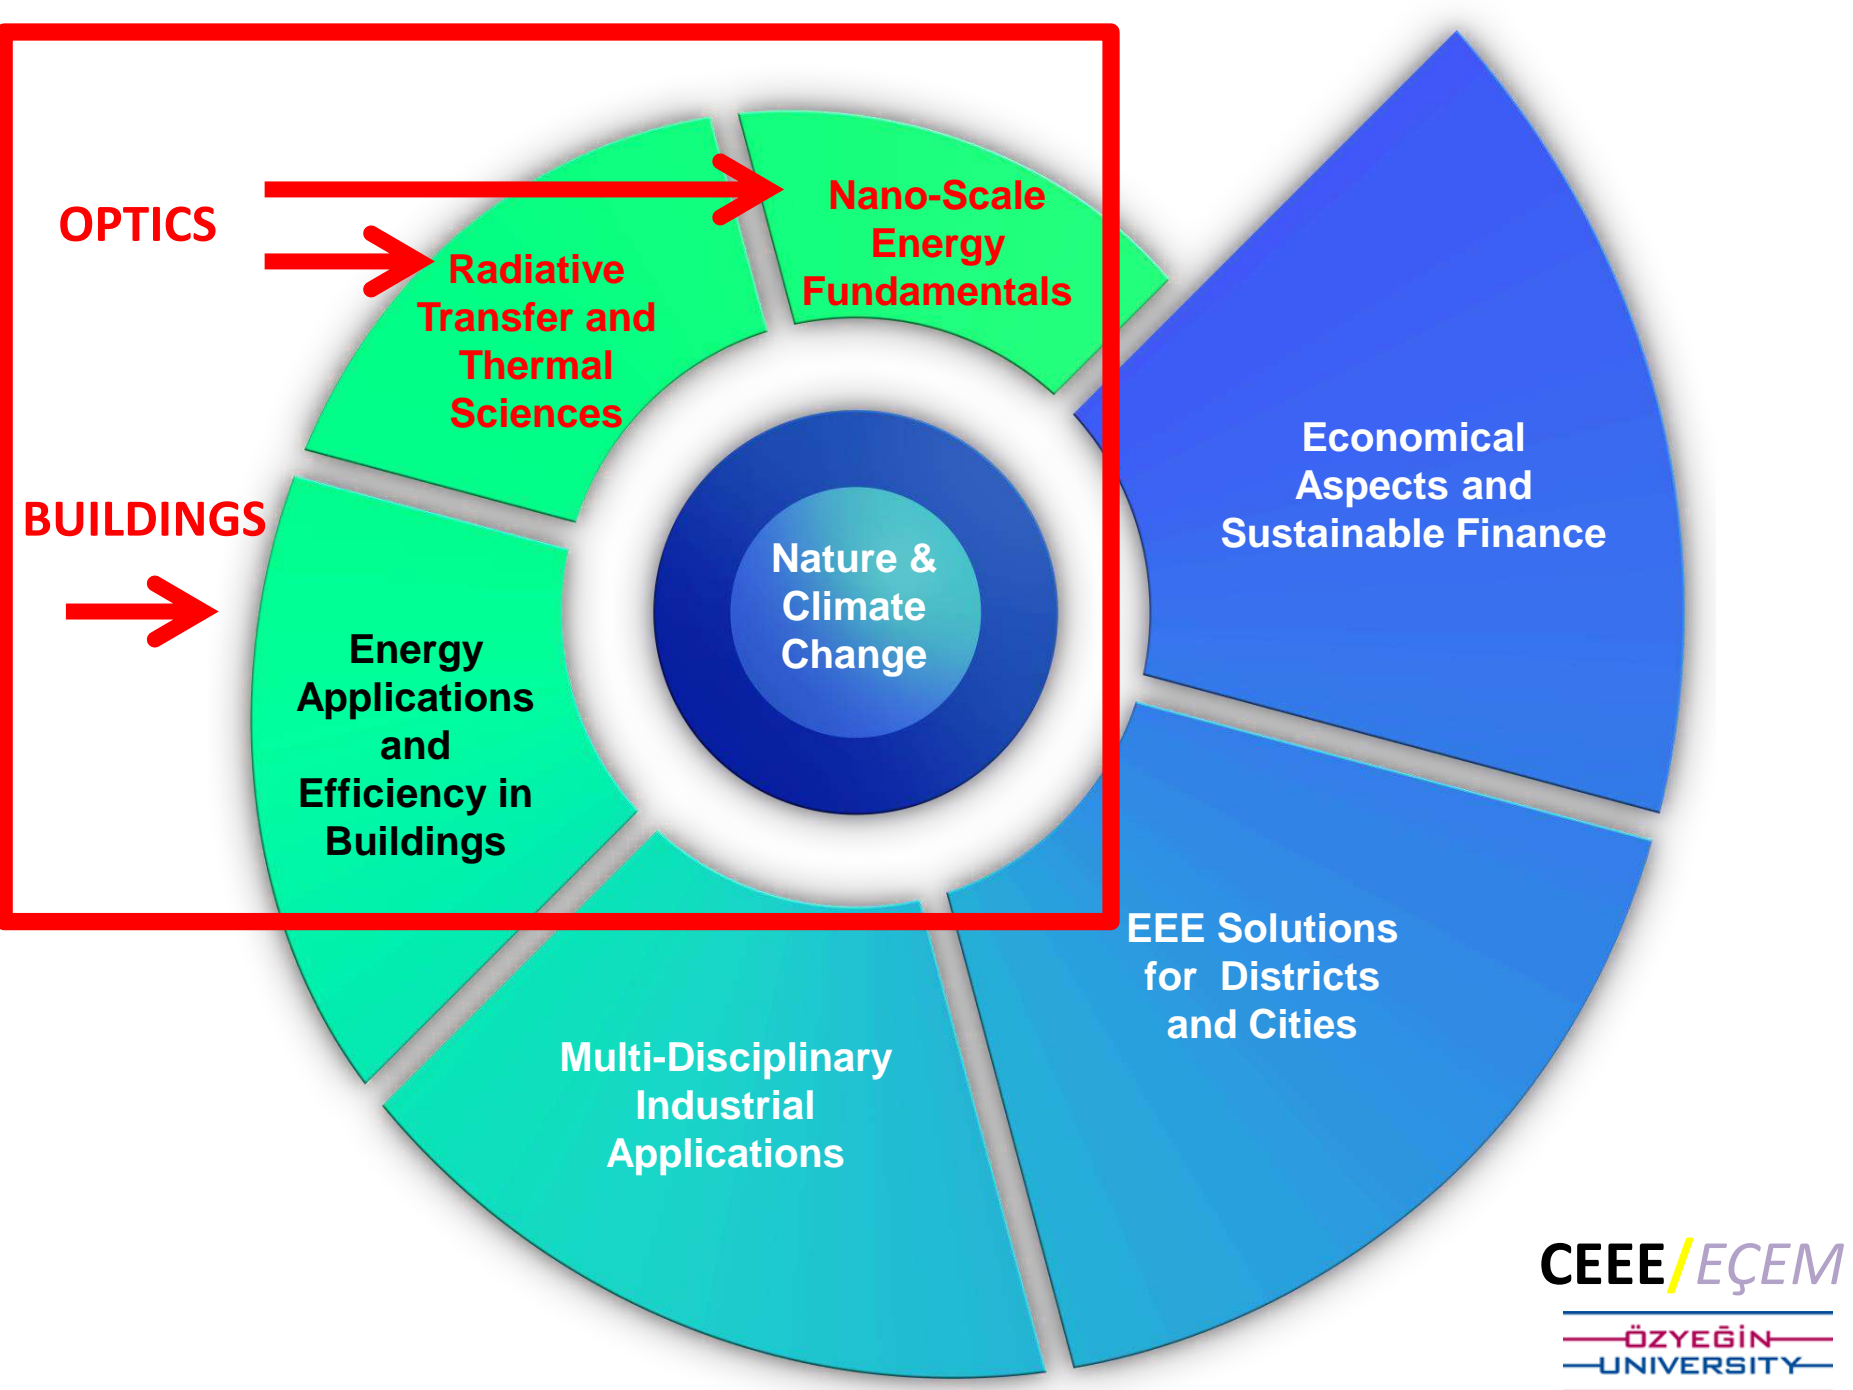 OPTICS
Nano-Scale
Energy
Fundamentals
Radiative
Transfer and
Thermal
Sciences
BUILDINGS
Energy
Applications
and
Efficiency in
Buildings
Nature &
Climate
Change
Economical
Aspects and
Sustainable Finance
EEE Solutions
for  Districts
and Cities
Multi-Disciplinary
Industrial
Applications
CEEE/EÇEM
ÖZYEĞİN
UNIVERSITY